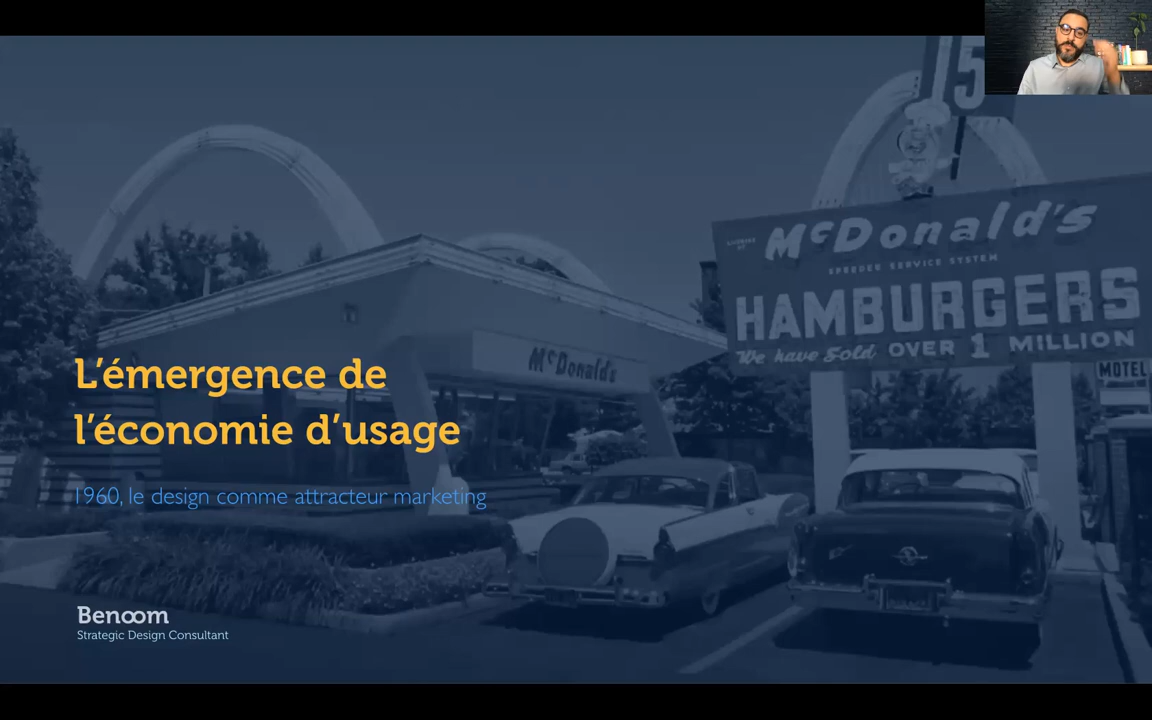 15
McDonald's
SPEEDEE SERVICE SYSTEM
HAMBURGERS
We have Sold OVER 1 MILLION
MOTEL
McDonald's
L'émergence de
l'économie d'usage
1960, le design comme attracteur marketing
Benoom
Strategic Design Consultant